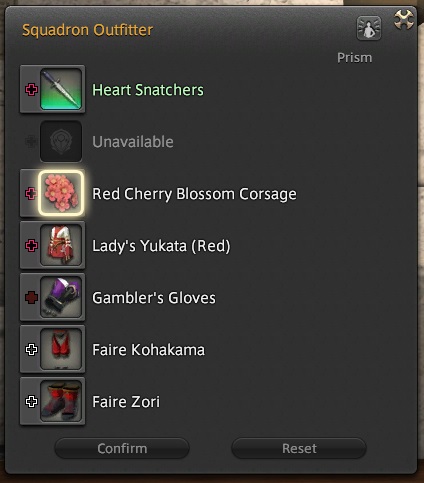 Squadron Outfitter
Prism
Heart Snatchers
Unavailable
Red Cherry Blossom Corsage
Lady's Yukata (Red)
Gambler's Gloves
Faire Kohakama
Faire Zori
Confirm
Reset